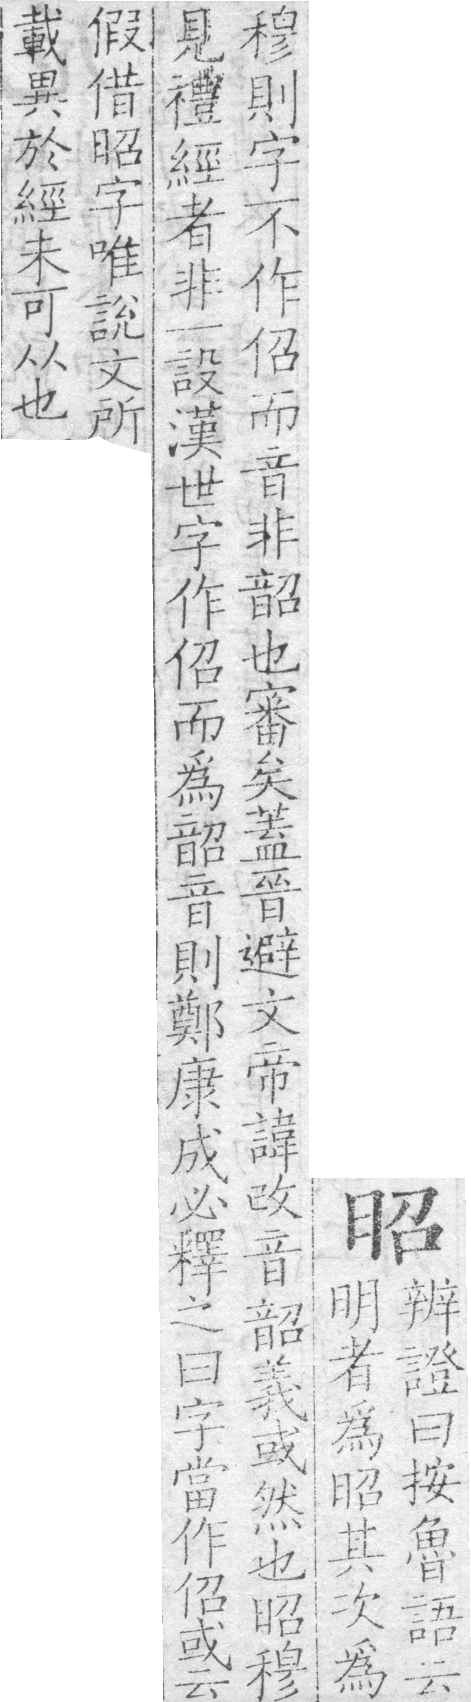 昭
辨證曰按魯語云
明者爲昭其次爲
穆則字不作佋而音非韶也審矣蓋晉避文帝諱改音韶義或然也昭穆
見禮經者非一設漢世字作佋而爲韶音則鄭康成必釋之曰字當作佋或云
假借昭字唯說文所
載異於經未可从也